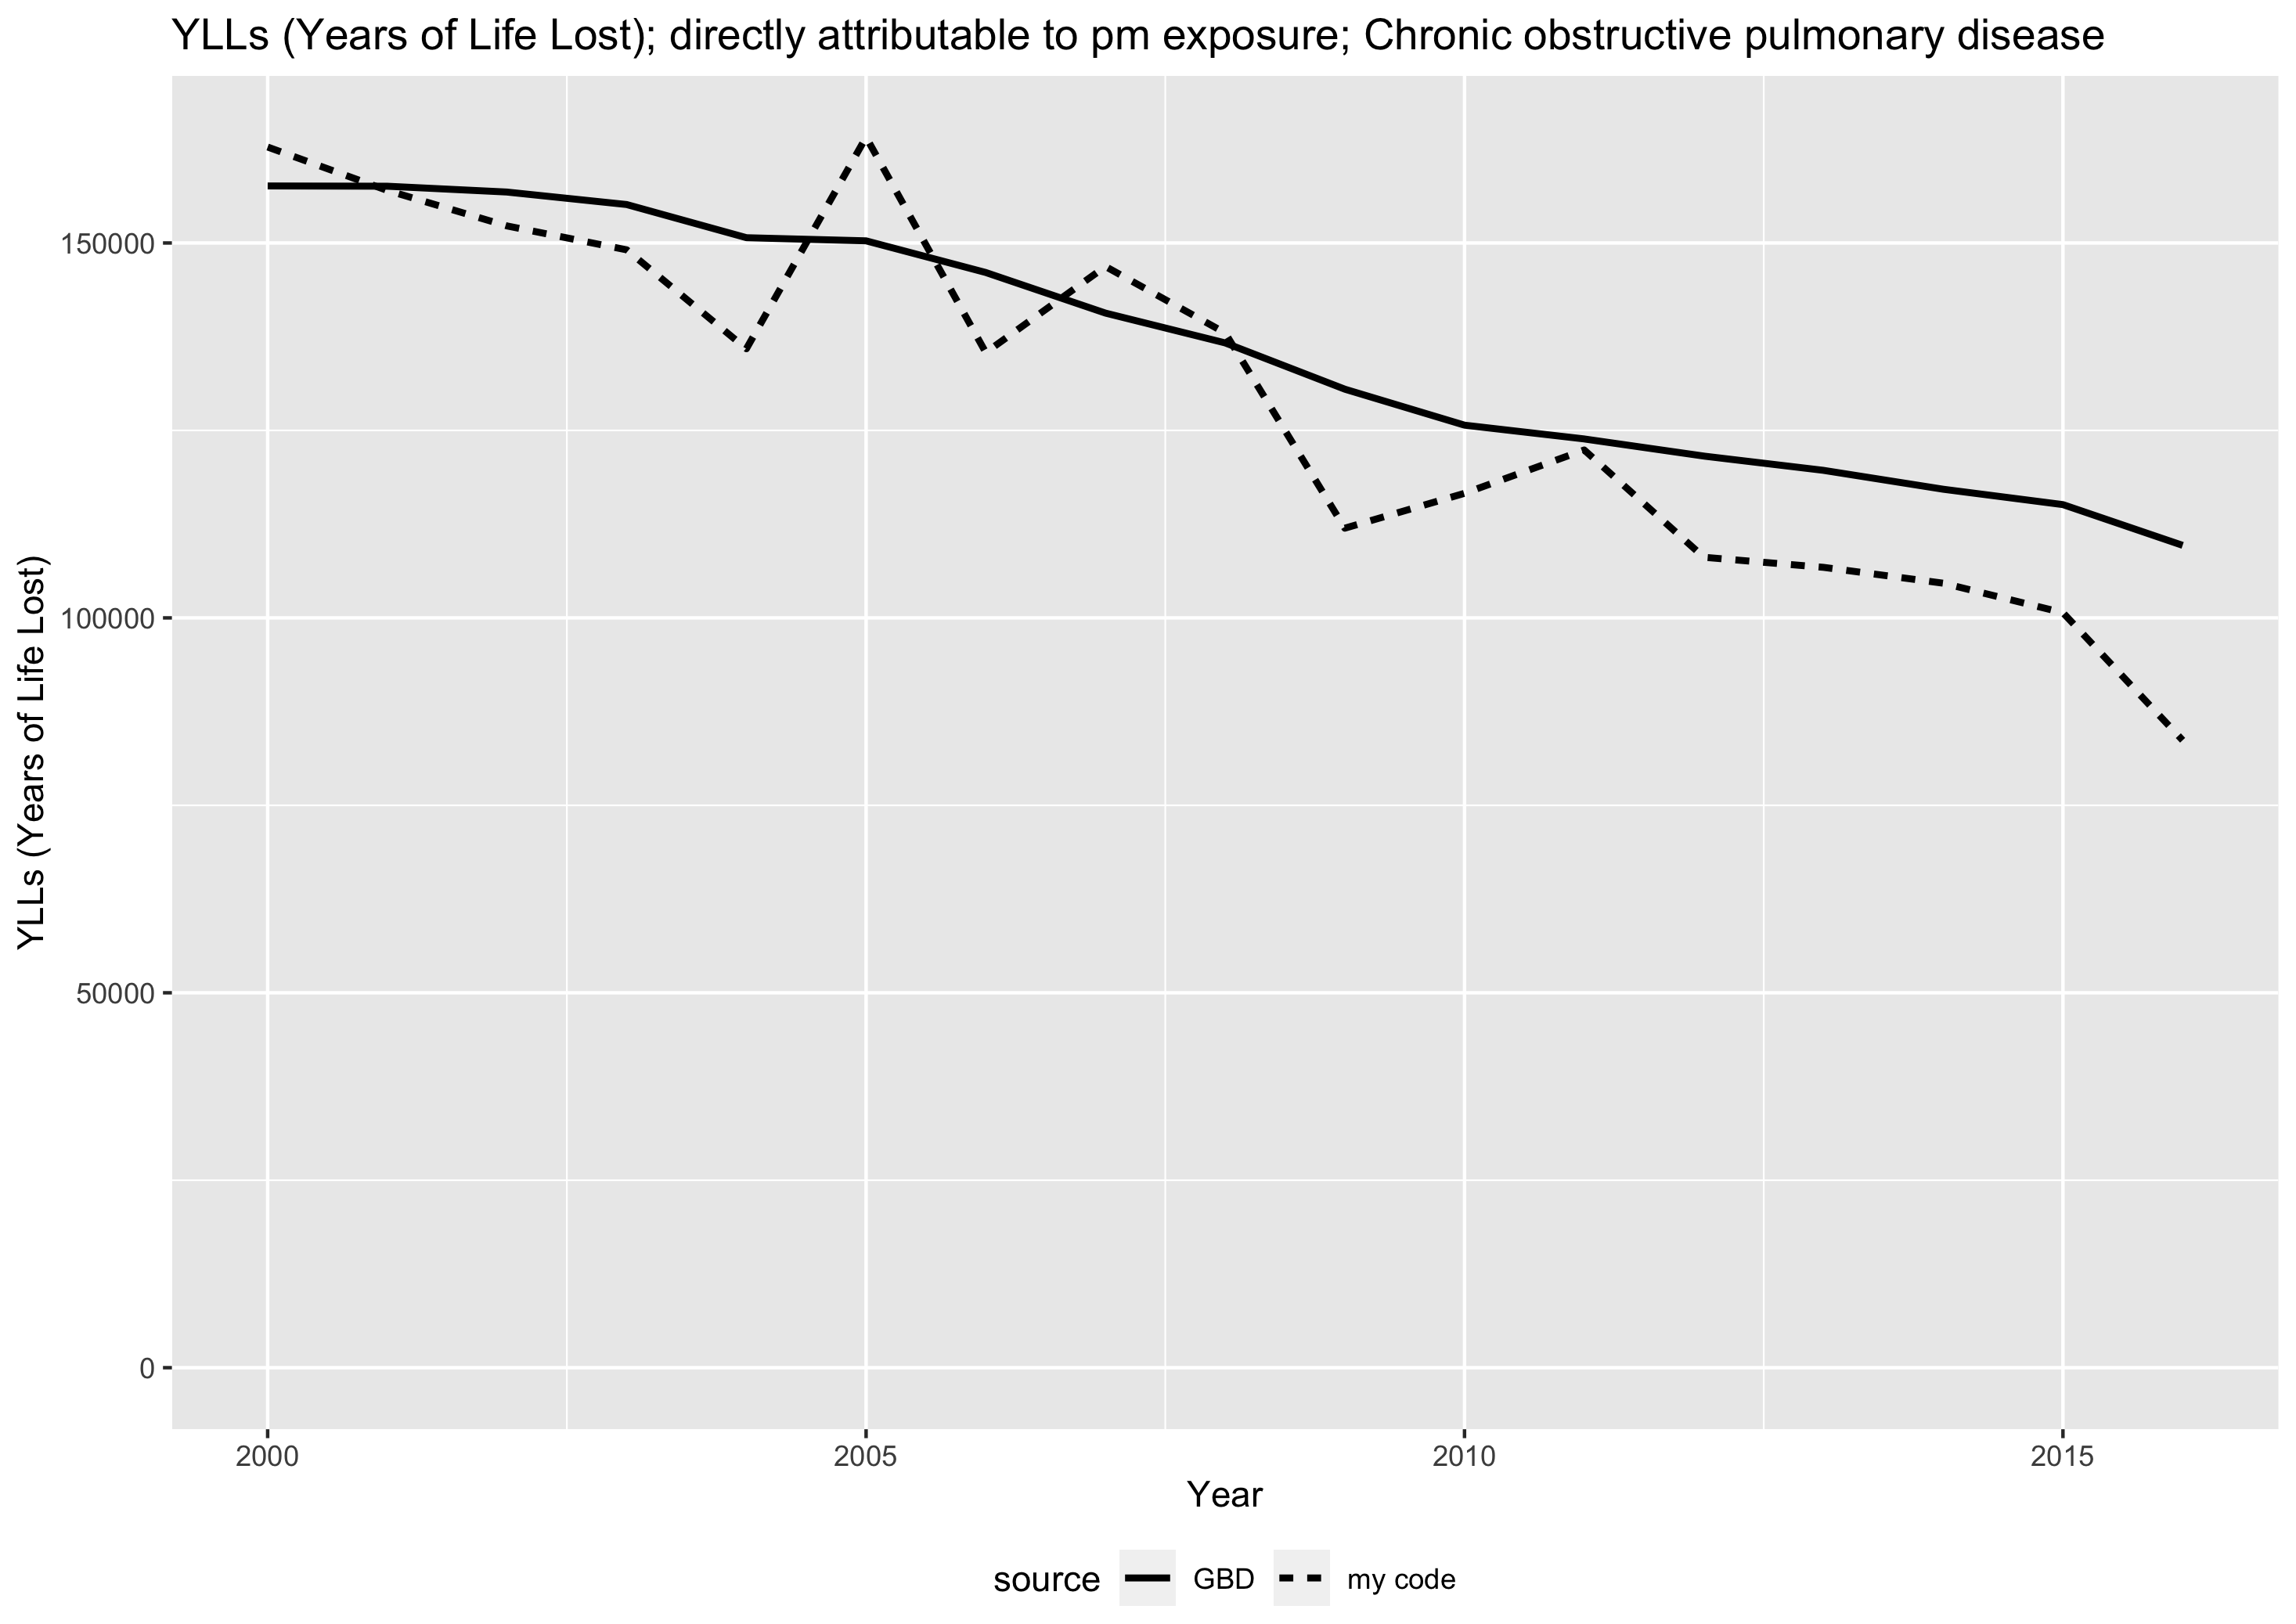 YLLs (Years of Life Lost); directly attributable to pm exposure; Chronic obstructive pulmonary disease
YLLs (Years of Life Lost)
150000
100000
50000
0
2000 2005 2010 2015
Year
source GBD my code